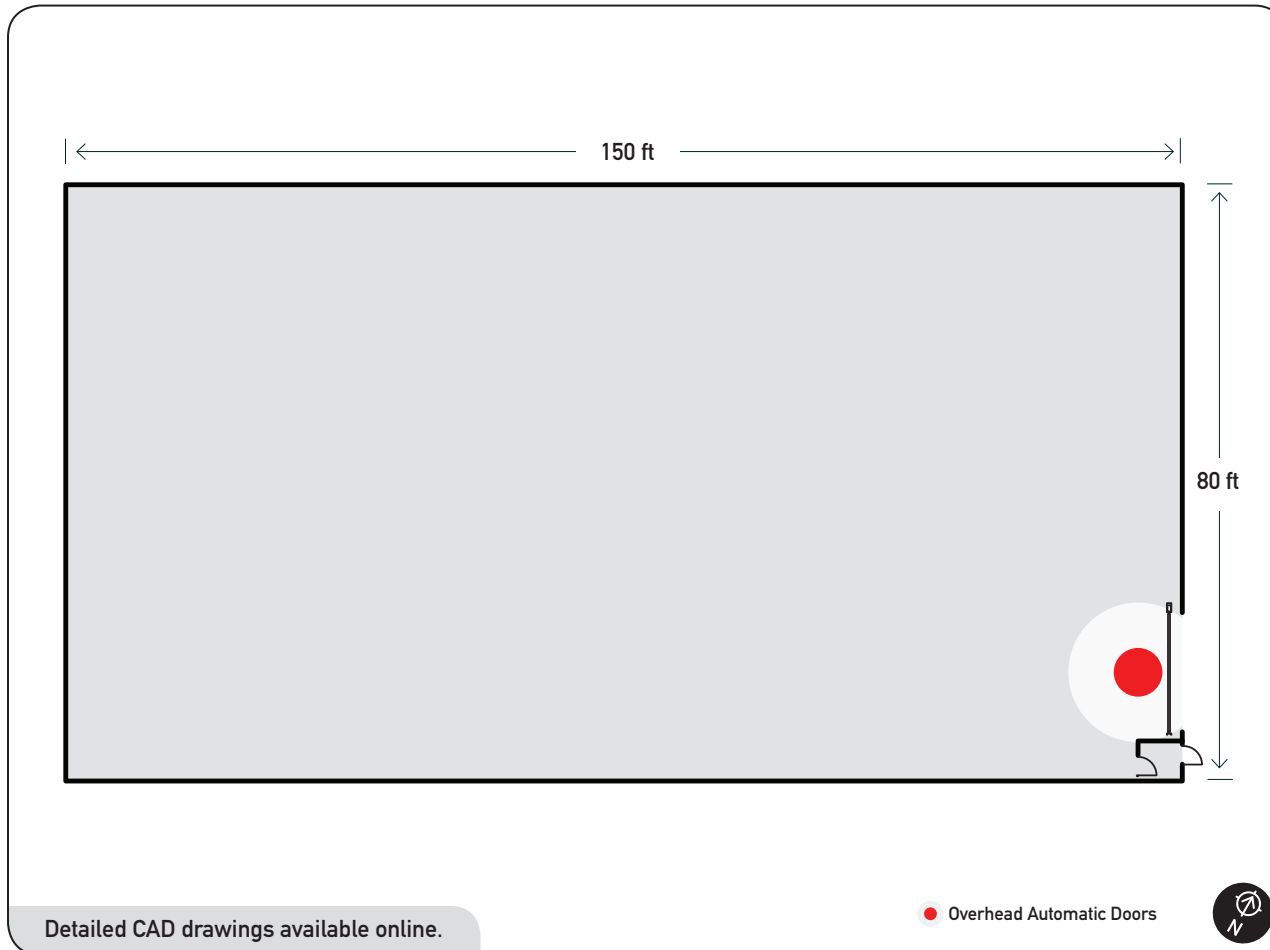 150 ft
80 ft
Overhead Automatic Doors
N
Detailed CAD drawings available online.